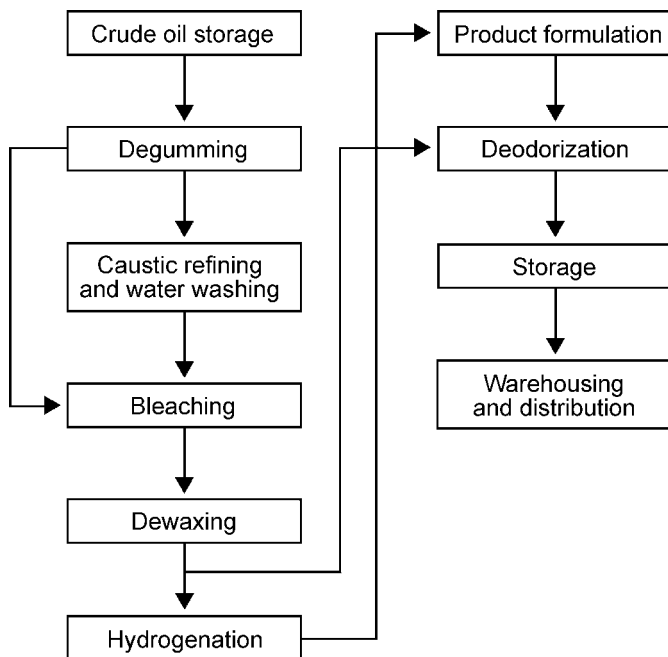 Crude oil storage
Degumming
Caustic refining
and water washing
Bleaching
Dewaxing
Hydrogenation
Product formulation
Deodorization
Storage
Warehousing
and distribution